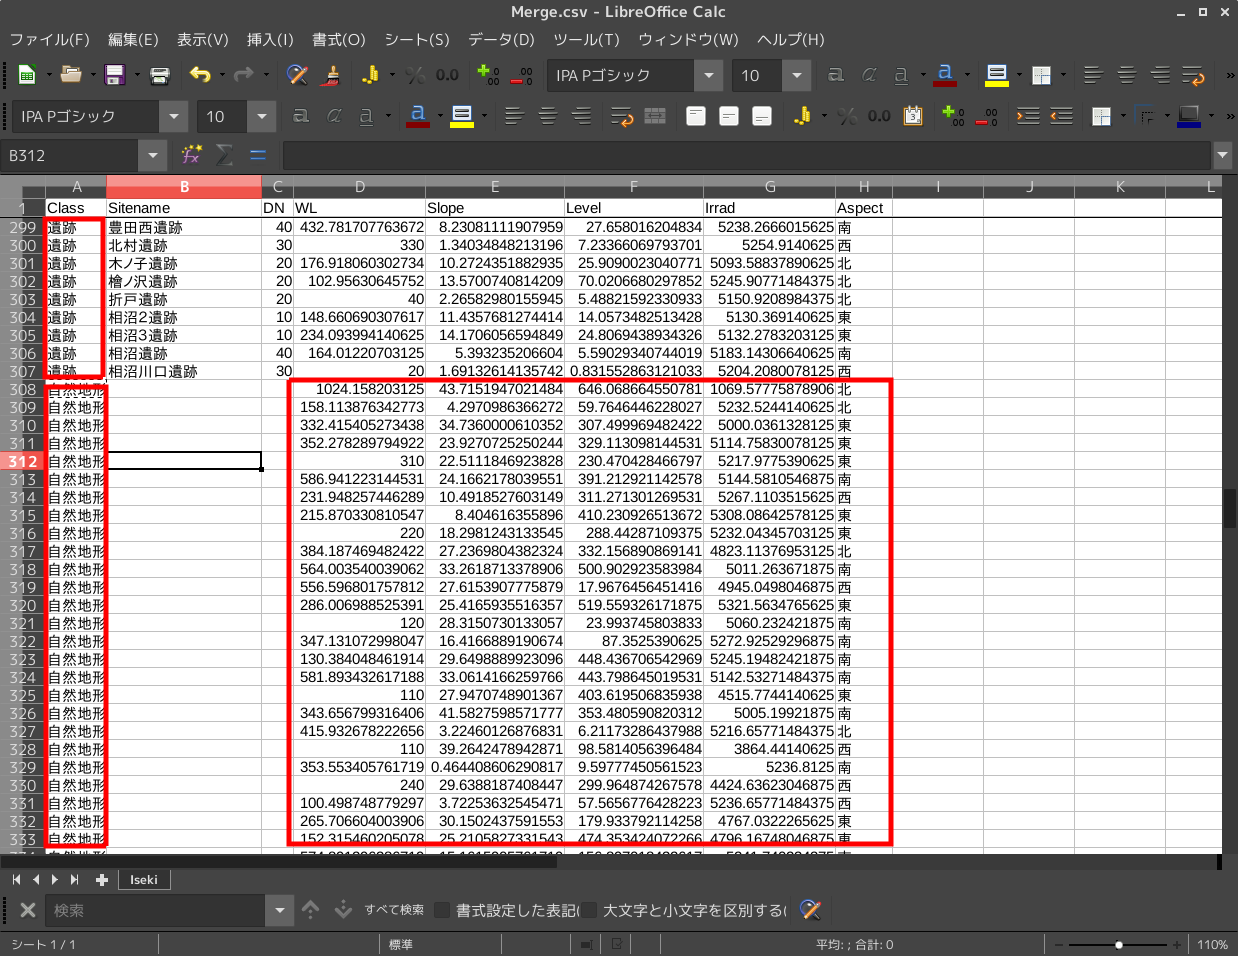 Merge.csv - LibreOffice Calc
ファイル(F) 編集(E) 表示(V) 挿入(I) 書式(O) シート(S) データ(D) ツール(T) ウィンドウ(W) ヘルプ(H)
IPA Pゴシック 10
IPA Pゴシック 10
B312
A B C D E F G H I J K L
1 Class Sitename DN WL Slope Level Irrad Aspect
299 遺跡 豊田西遺跡 40 432.781707763672 8.23081111907959 27.658016204834 5238.2666015625 南
300 遺跡 北村遺跡 30 330 1.34034848213196 7.23366069793701 5254.9140625 西
301 遺跡 木ノ子遺跡 20 176.918060302734 10.2724351882935 25.9090023040771 5093.58837890625 北
302 遺跡 檜ノ沢遺跡 20 102.95630645752 13.5700740814209 70.0206680297852 5245.90771484375 北
303 遺跡 折戸遺跡 20 40 2.26582980155945 5.48821592330933 5150.9208984375 北
304 遺跡 相沼2遺跡 10 148.660690307617 11.4357681274414 14.0573482513428 5130.369140625 東
305 遺跡 相沼3遺跡 10 234.093994140625 14.1706056594849 24.8069438934326 5132.2783203125 東
306 遺跡 相沼遺跡 40 164.01220703125 5.393235206604 5.59029340744019 5183.14306640625 南
307 遺跡 相沼川口遺跡 30 20 1.69132614135742 0.831552863121033 5204.2080078125 西
308 自然地形 1024.158203125 43.7151947021484 646.068664550781 1069.57775878906 北
309 自然地形 158.113876342773 4.2970986366272 59.7646446228027 5232.5244140625 北
310 自然地形 332.415405273438 34.7360000610352 307.499969482422 5000.0361328125 東
311 自然地形 352.278289794922 23.9270725250244 329.113098144531 5114.75830078125 東
312 自然地形 310 22.5111846923828 230.470428466797 5217.9775390625 東
313 自然地形 586.941223144531 24.1662178039551 391.212921142578 5144.5810546875 南
314 自然地形 231.948257446289 10.4918527603149 311.271301269531 5267.1103515625 西
315 自然地形 215.870330810547 8.404616355896 410.230926513672 5308.08642578125 東
316 自然地形 220 18.2981243133545 288.44287109375 5232.04345703125 東
317 自然地形 384.187469482422 27.2369804382324 332.156890869141 4823.11376953125 北
318 自然地形 564.003540039062 33.2618713378906 500.902923583984 5011.263671875 南
319 自然地形 556.596801757812 27.6153907775879 17.9676456451416 4945.0498046875 西
320 自然地形 286.006988525391 25.4165935516357 519.559326171875 5321.5634765625 東
321 自然地形 120 28.3150730133057 23.993745803833 5060.232421875 南
322 自然地形 347.131072998047 16.4166889190674 87.3525390625 5272.92529296875 南
323 自然地形 130.384048461914 29.6498889923096 448.436706542969 5245.19482421875 南
324 自然地形 581.893432617188 33.0614166259766 443.798645019531 5142.53271484375 南
325 自然地形 110 27.9470748901367 403.619506835938 4515.7744140625 東
326 自然地形 343.656799316406 41.5827598571777 353.480590820312 5005.19921875 南
327 自然地形 415.932678222656 3.22460126876831 6.21173286437988 5216.65771484375 北
328 自然地形 110 39.2642478942871 98.5814056396484 3864.44140625 西
329 自然地形 353.553405761719 0.464408606290817 9.59777450561523 5236.8125 南
330 自然地形 240 29.6388187408447 299.964874267578 4424.63623046875 西
331 自然地形 100.498748779297 3.72253632545471 57.5656776428223 5236.65771484375 西
332 自然地形 265.706604003906 30.1502437591553 179.933792114258 4767.0322265625 東
333 自然地形 152.315460205078 25.2105827331543 474.353424072266 4796.16748046875 東
Iseki
検索 すべて検索 書式設定した表記( 大文字と小文字を区別する(
シート 1 / 1 標準 平均: ; 合計: 0 110%